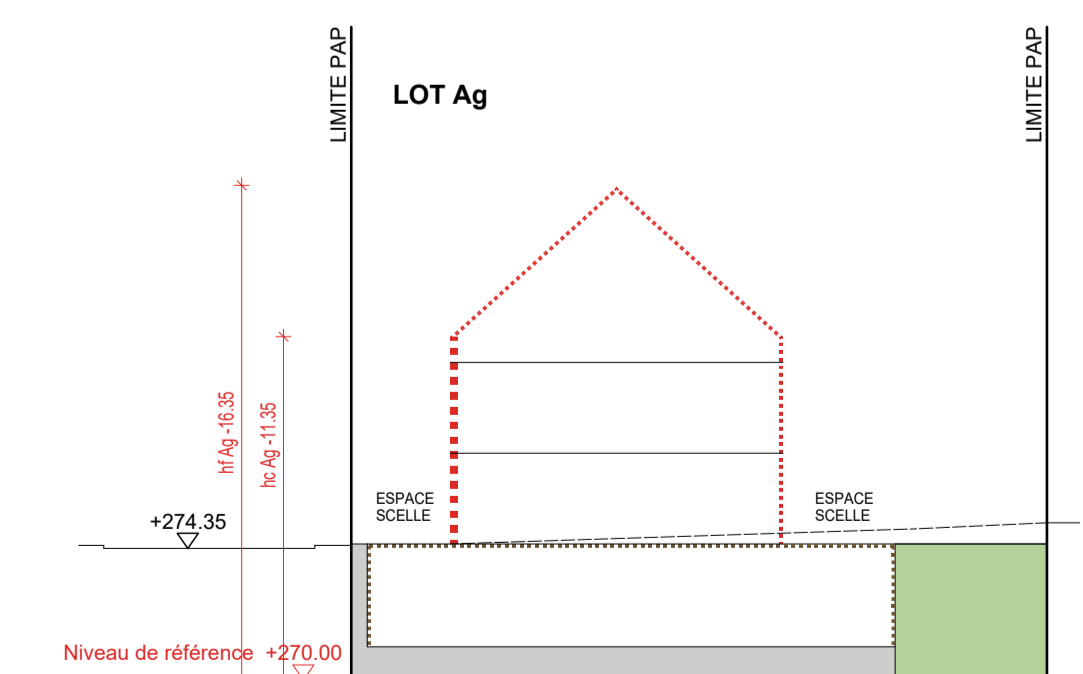 LIMITE PAP
LIMITE PAP
LOT Ag
hf Ag -16.35
hc Ag -11.35
ESPACE
SCELLE
ESPACE
SCELLE
+274.35
Niveau de référence +270.00